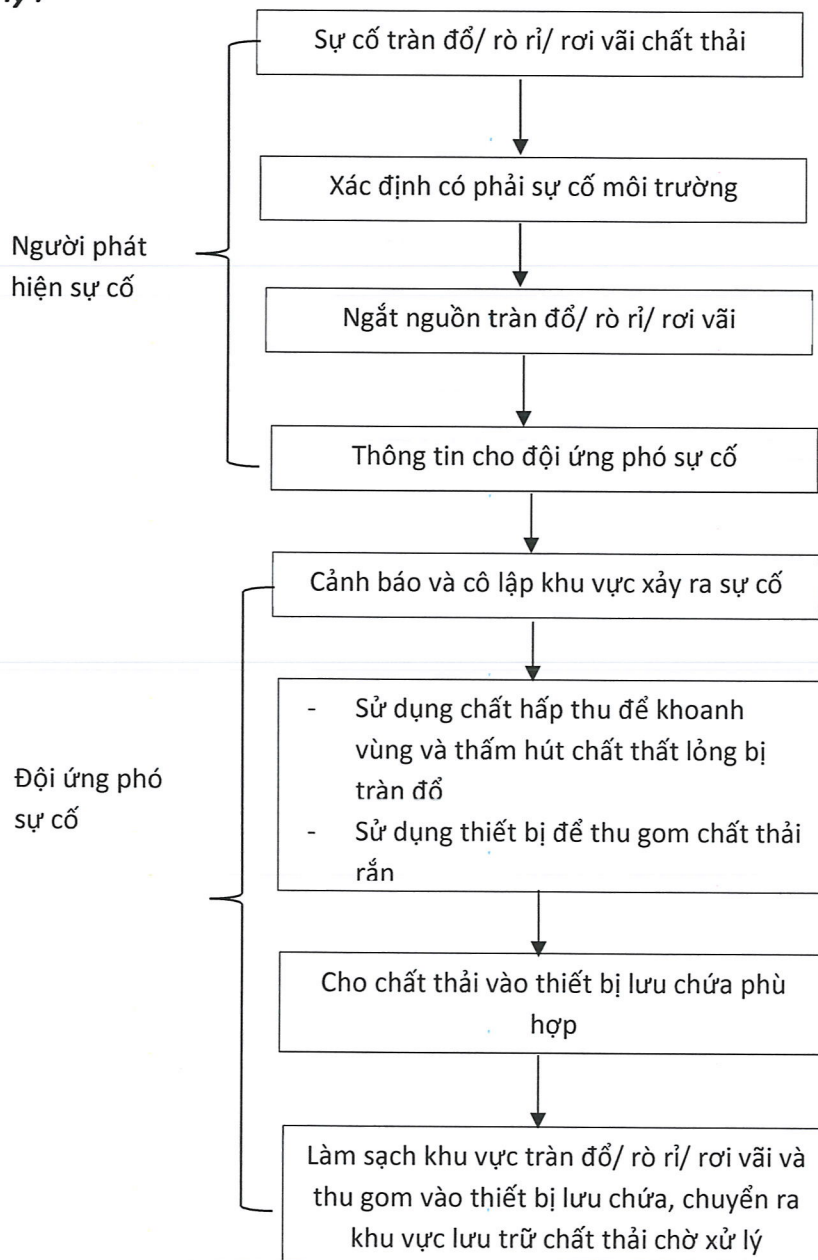 Sự cố tràn đổ/ rò rỉ/ rơi vãi chất thải
Xác định có phải sự cố môi trường
Người phát
hiện sự cố
Ngắt nguồn tràn đổ/ rò rỉ/ rơi vãi
Thông tin cho đội ứng phó sự cố
Cảnh báo và cô lập khu vực xảy ra sự cố
- Sử dụng chất hấp thu để khoanh
vùng và thấm hút chất thất lỏng bị
tràn đổ
- Sử dụng thiết bị để thu gom chất thải
rắn
Đội ứng phó
sự cố
Cho chất thải vào thiết bị lưu chứa phù
hợp
Làm sạch khu vực tràn đổ/ rò rỉ/ rơi vãi và
thu gom vào thiết bị lưu chứa, chuyển ra
khu vực lưu trữ chất thải chờ xử lý